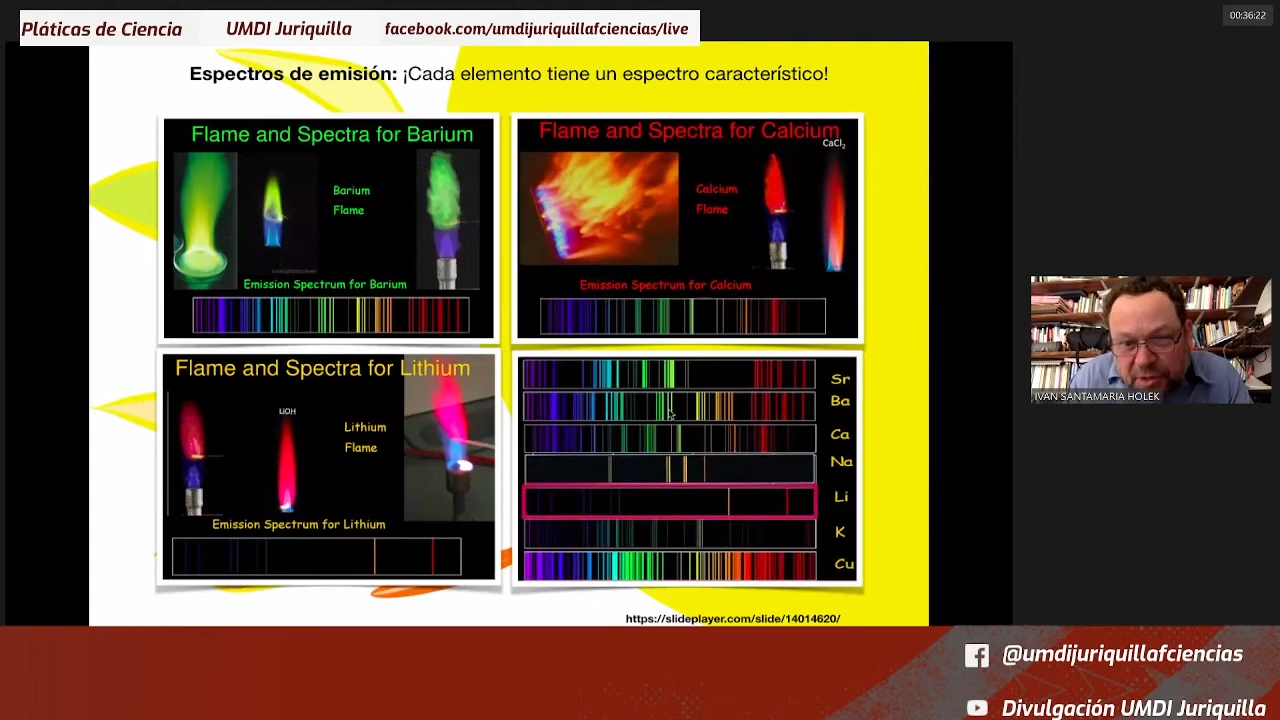 Pláticas de Ciencia UMDI Juriquilla facebook.com/umdijuriquillafciencias/live
00:36:22
Espectros de emisión: ¡Cada elemento tiene un espectro característico!
Flame and Spectra for Barium
Barium
Flame
Emission Spectrum for Barium
Flame and Spectra for Calcium
CaCl2
Calcium
Flame
Emission Spectrum for Calcium
Flame and Spectra for Lithium
LiOH
Lithium
Flame
Emission Spectrum for Lithium
Sr
Ba
Ca
Na
Li
K
Cu
https://slideplayer.com/slide/14014620/
IVAN SANTAMARIA HOLEK
@umdijuriquillafciencias
Divulgación UMDI Juriquilla